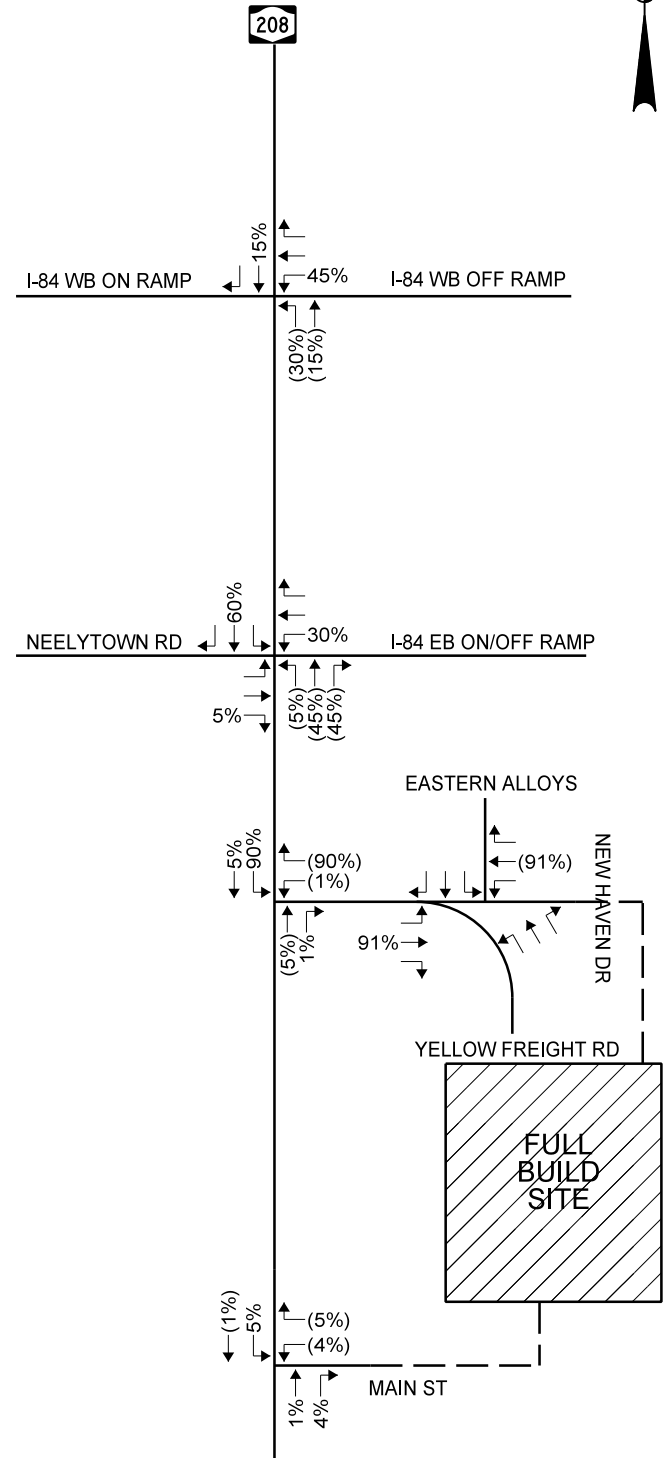 208
15%
I-84 WB ON RAMP
45%
I-84 WB OFF RAMP
(30%)
(15%)
60%
NEELYTOWN RD
30%
I-84 EB ON/OFF RAMP
5%
(5%)
(45%)
(45%)
EASTERN ALLOYS
5%
90%
(90%)
(1%)
(91%)
NEW HAVEN DR
(5%)
1%
91%
YELLOW FREIGHT RD
FULL
BUILD
SITE
(1%)
5%
(5%)
(4%)
MAIN ST
1%
4%